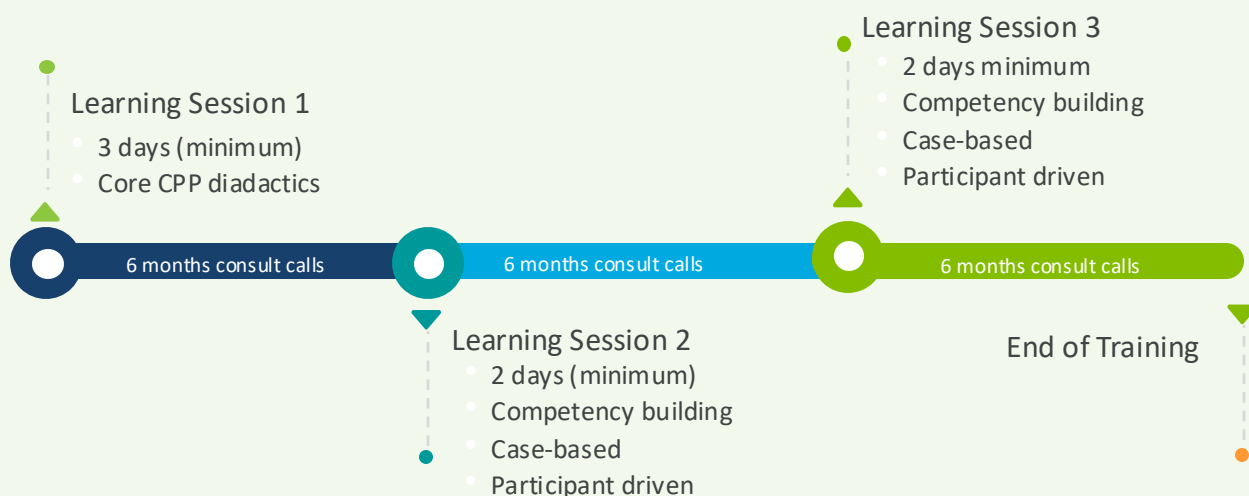 Learning Session 1
3 days (minimum)
Core CPP diadactics
6 months consult calls
Learning Session 2
2 days (minimum)
Competency building
Case-based
Participant driven
6 months consult calls
Learning Session 3
2 days minimum
Competency building
Case-based
Participant driven
6 months consult calls
End of Training